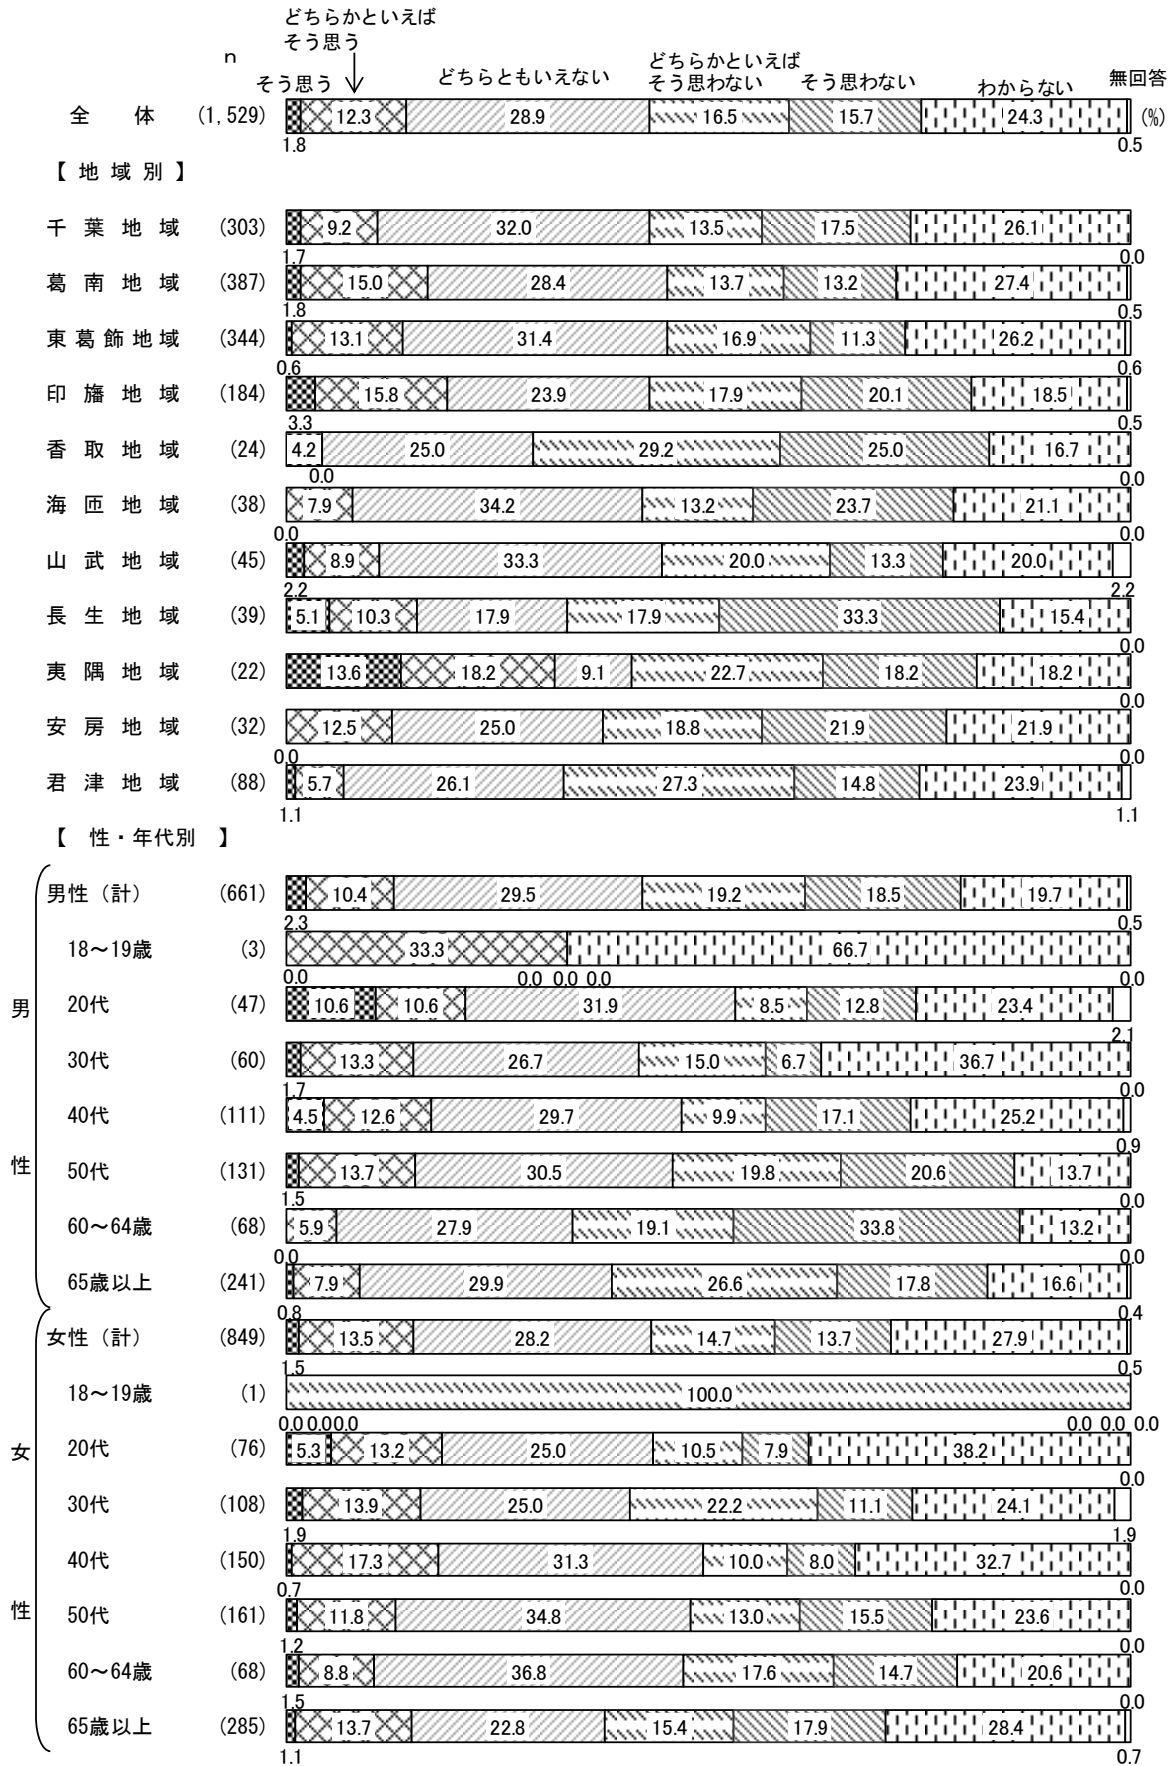 どちらかといえば
そう思う
n
そう思う
どちらともいえない
どちらかといえば
そう思わない
そう思わない
わからない
無回答
全 体 (1,529) 12.3 28.9 16.5 15.7 24.3 (%)
1.8 0.5
【 地 域 別 】
千 葉 地 域 (303) 9.2 32.0 13.5 17.5 26.1
1.7 0.0
葛 南 地 域 (387) 15.0 28.4 13.7 13.2 27.4
1.8 0.5
東 葛 飾 地 域 (344) 13.1 31.4 16.9 11.3 26.2
0.6 0.6
印 旛 地 域 (184) 15.8 23.9 17.9 20.1 18.5
3.3 0.5
香 取 地 域 (24) 4.2 25.0 29.2 25.0 16.7
0.0 0.0
海 匝 地 域 (38) 7.9 34.2 13.2 23.7 21.1
0.0 0.0
山 武 地 域 (45) 8.9 33.3 20.0 13.3 20.0
2.2 2.2
長 生 地 域 (39) 5.1 10.3 17.9 17.9 33.3 15.4
0.0
夷 隅 地 域 (22) 13.6 18.2 9.1 22.7 18.2 18.2
0.0
安 房 地 域 (32) 12.5 25.0 18.8 21.9 21.9
0.0 0.0
君 津 地 域 (88) 5.7 26.1 27.3 14.8 23.9
1.1 1.1
【 性・年代別 】
男性（計） (661) 10.4 29.5 19.2 18.5 19.7
2.3 0.5
18～19歳 (3) 33.3 66.7
0.0 0.0 0.0 0.0 0.0
男
20代 (47) 10.6 10.6 31.9 8.5 12.8 23.4
2.1
30代 (60) 13.3 26.7 15.0 6.7 36.7
1.7 0.0
40代 (111) 4.5 12.6 29.7 9.9 17.1 25.2
0.9
性
50代 (131) 13.7 30.5 19.8 20.6 13.7
1.5 0.0
60～64歳 (68) 5.9 27.9 19.1 33.8 13.2
0.0 0.0
65歳以上 (241) 7.9 29.9 26.6 17.8 16.6
0.8 0.4
女性（計） (849) 13.5 28.2 14.7 13.7 27.9
1.5 0.5
18～19歳 (1) 100.0
0.0 0.0 0.0 0.0 0.0 0.0
女
20代 (76) 5.3 13.2 25.0 10.5 7.9 38.2
0.0
30代 (108) 13.9 25.0 22.2 11.1 24.1
1.9 1.9
40代 (150) 17.3 31.3 10.0 8.0 32.7
0.7 0.0
性
50代 (161) 11.8 34.8 13.0 15.5 23.6
1.2 0.0
60～64歳 (68) 8.8 36.8 17.6 14.7 20.6
1.5 0.0
65歳以上 (285) 13.7 22.8 15.4 17.9 28.4
1.1 0.7